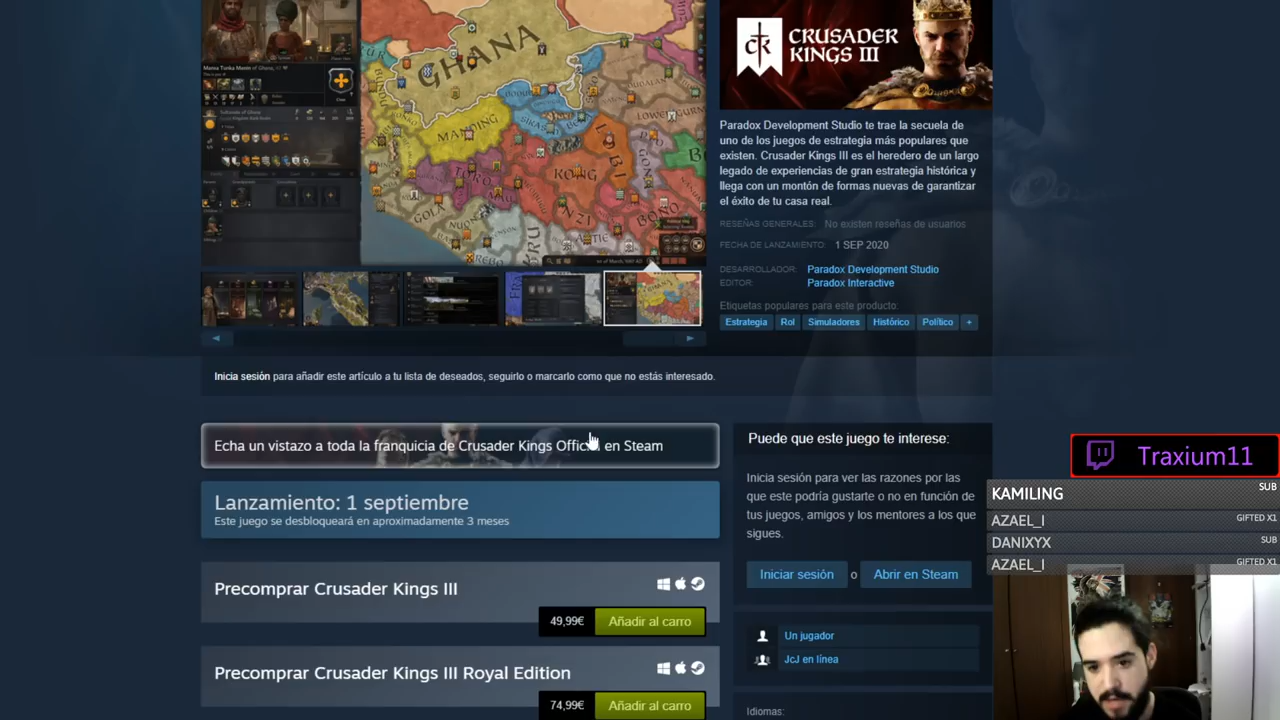 GHANA
MANDING
KONG
GOLA
BONO
CRUSADER
KINGS III
Paradox Development Studio te trae la secuela de
uno de los juegos de estrategia más populares que
existen. Crusader Kings III es el heredero de un largo
legado de experiencias de gran estrategia histórica y
llega con un montón de formas nuevas de garantizar
el éxito de tu casa real.
RESEÑAS GENERALES: No existen reseñas de usuarios
FECHA DE LANZAMIENTO: 1 SEP 2020
DESARROLLADOR: Paradox Development Studio
EDITOR: Paradox Interactive
Etiquetas populares para este producto:
Estrategia Rol Simuladores Histórico Político +
Inicia sesión para añadir este artículo a tu lista de deseados, seguirlo o marcarlo como que no estás interesado.
Echa un vistazo a toda la franquicia de Crusader Kings Official en Steam
Lanzamiento: 1 septiembre
Este juego se desbloqueará en aproximadamente 3 meses
Precomprar Crusader Kings III
49,99€ Añadir al carro
Precomprar Crusader Kings III Royal Edition
74,99€ Añadir al carro
Puede que este juego te interese:
Inicia sesión para ver las razones por las
que este podría gustarte o no en función de
tus juegos, amigos y los mentores a los que
sigues.
Iniciar sesión o Abrir en Steam
Un jugador
JcJ en línea
Idiomas:
Traxium11
KAMILING SUB
AZAEL_I GIFTED X1
DANIXYX SUB
AZAEL_I GIFTED X1